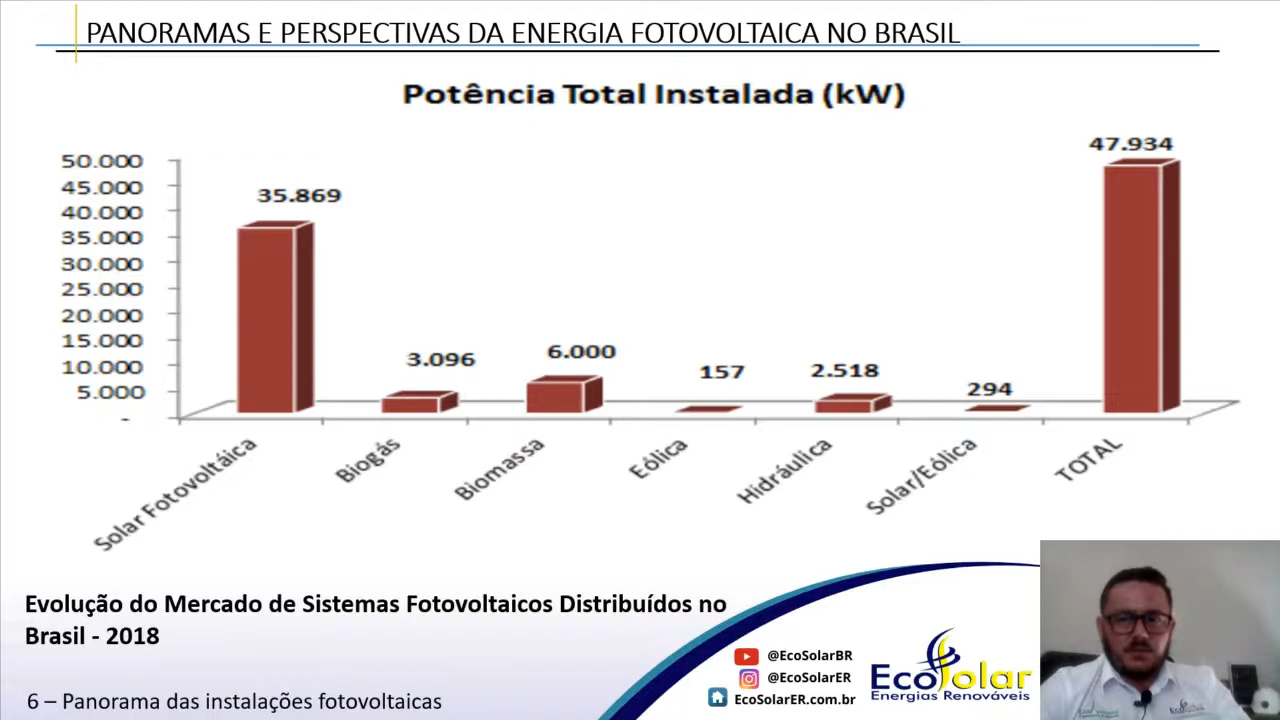 PANORAMAS E PERSPECTIVAS DA ENERGIA FOTOVOLTAICA NO BRASIL
Potência Total Instalada (kW)
50.000
45.000
40.000
35.000
30.000
25.000
20.000
15.000
10.000
5.000
-
35.869
3.096
6.000
157
2.518
294
47.934
Solar Fotovoltáica
Biogás
Biomassa
Eólica
Hidráulica
Solar/Eólica
TOTAL
Evolução do Mercado de Sistemas Fotovoltaicos Distribuídos no
Brasil - 2018
6 – Panorama das instalações fotovoltaicas
@EcoSolarBR
@EcoSolarER
EcoSolarER.com.br
EcoSolar
Energias Renováveis